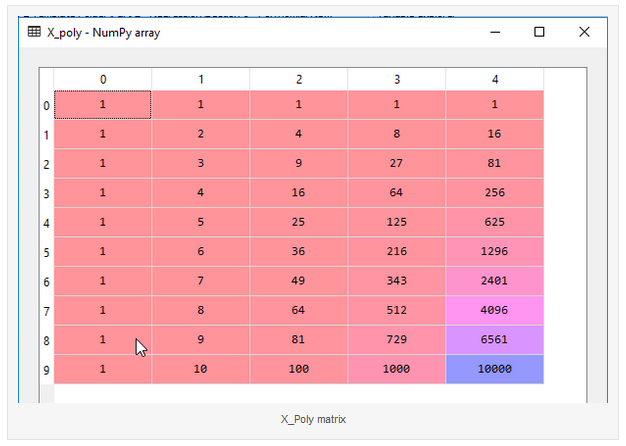 X_poly - NumPy array
0 1 2 3 4
0 1 1 1 1 1
1 1 2 4 8 16
2 1 3 9 27 81
3 1 4 16 64 256
4 1 5 25 125 625
5 1 6 36 216 1296
6 1 7 49 343 2401
7 1 8 64 512 4096
8 1 9 81 729 6561
9 1 10 100 1000 10000
X_Poly matrix